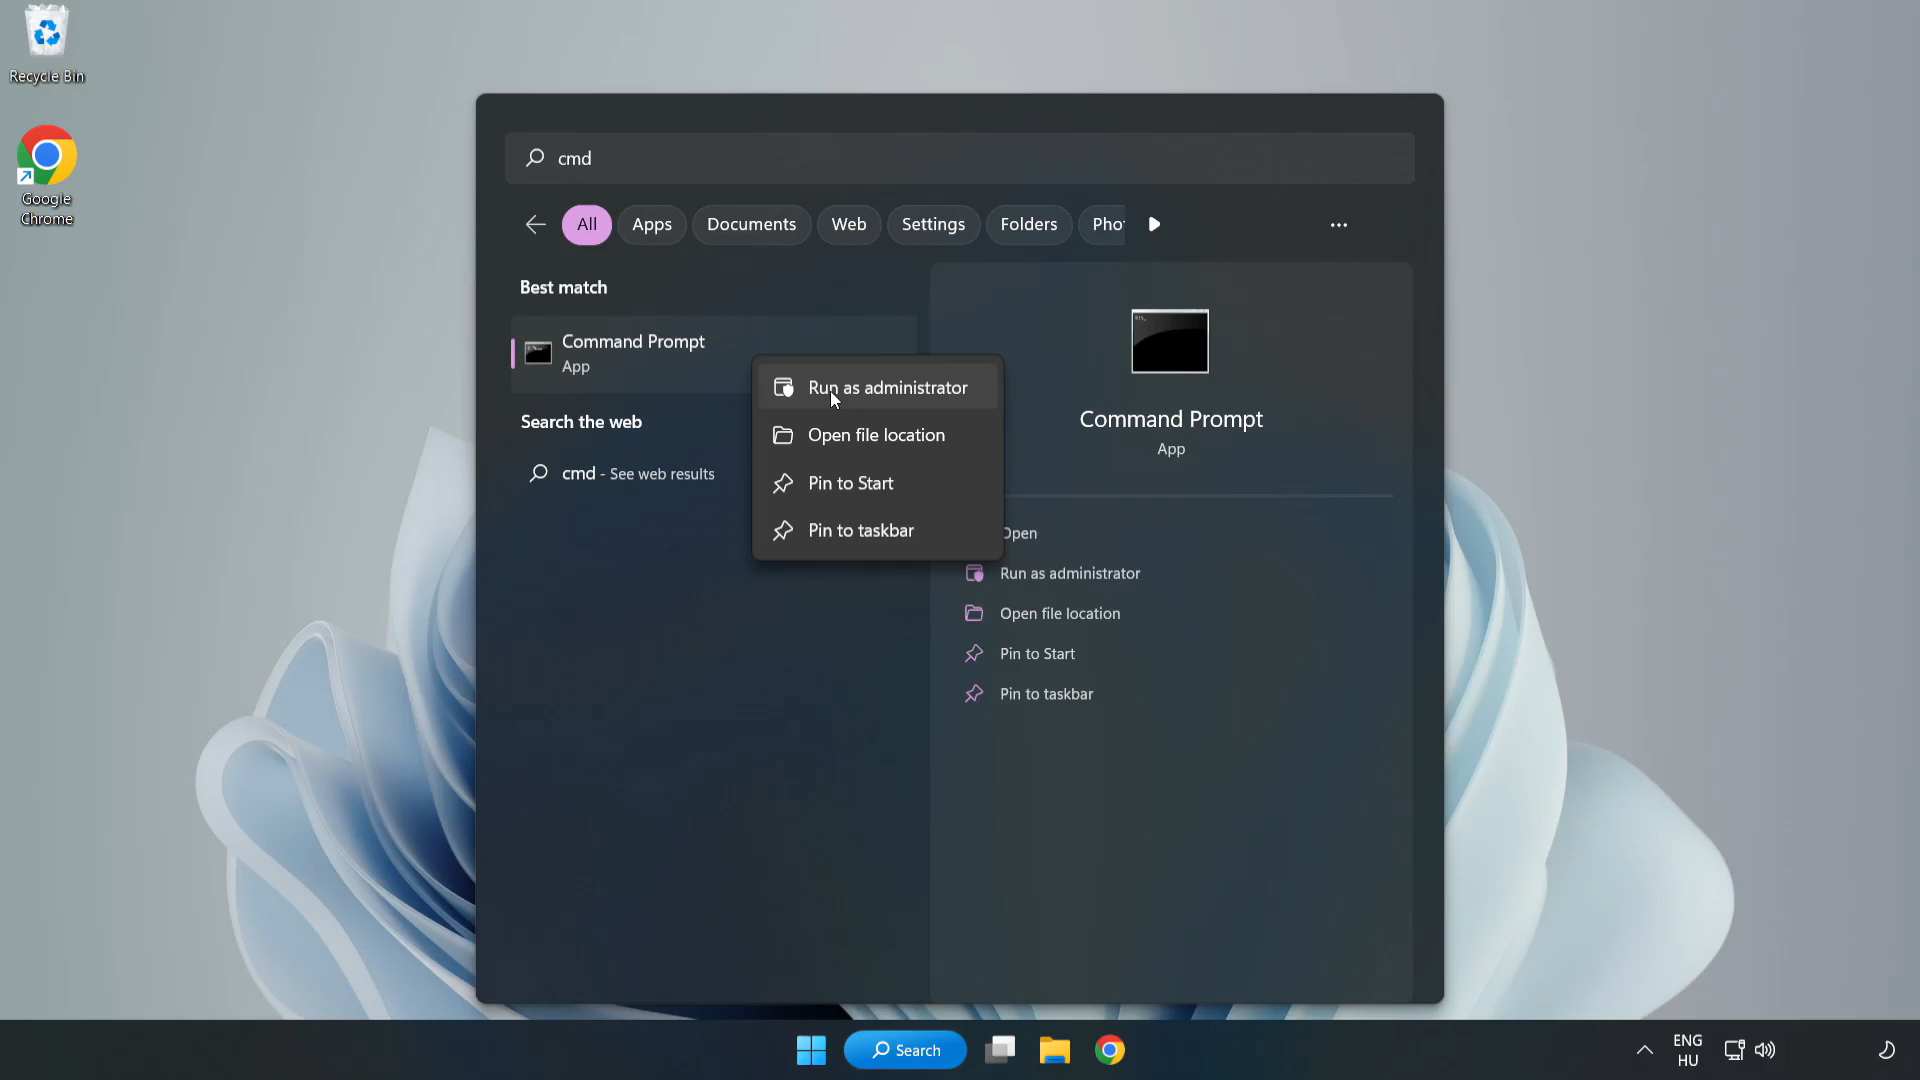 Recycle Bin
Google
Chrome
cmd
All
Apps
Documents
Web
Settings
Folders
Pho
Best match
Command Prompt
App
Search the web
cmd - See web results
Run as administrator
Open file location
Pin to Start
Pin to taskbar
Command Prompt
App
Open
Run as administrator
Open file location
Pin to Start
Pin to taskbar
Search
ENG
HU